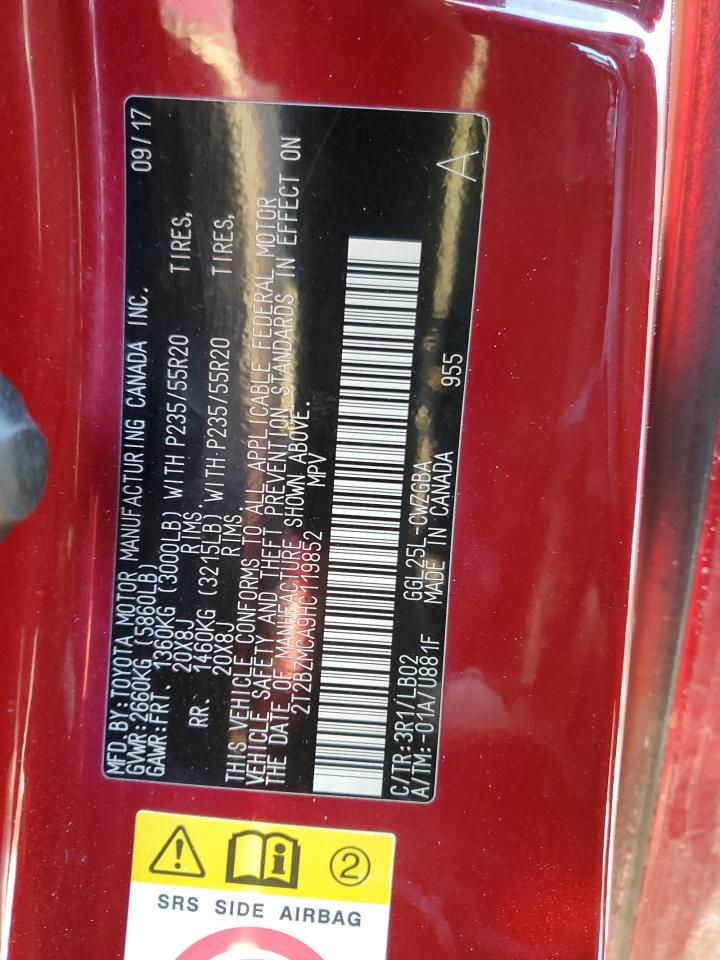 MFD.BY:TOYOTA MOTOR MANUFACTURING CANADA INC. 09/17
GVWR:2660KG (5860LB)
GAWR:FRT. 1360KG (3000LB) WITH P235/55R20 TIRES,
20X8J RIMS
RR. 1460KG (3215LB) WITH P235/55R20 TIRES,
20X8J RIMS
THIS VEHICLE CONFORMS TO ALL APPLICABLE FEDERAL MOTOR
VEHICLE SAFETY AND THEFT PREVENTION STANDARDS IN EFFECT ON
THE DATE OF MANUFACTURE SHOWN ABOVE.
2T2BZMCA9HC119852 MPV
C/TR:3R1/LB02 GGL25L-CWZGBA
A/TM:-01A/U881F MADE IN CANADA 955 A
2
SRS SIDE AIRBAG